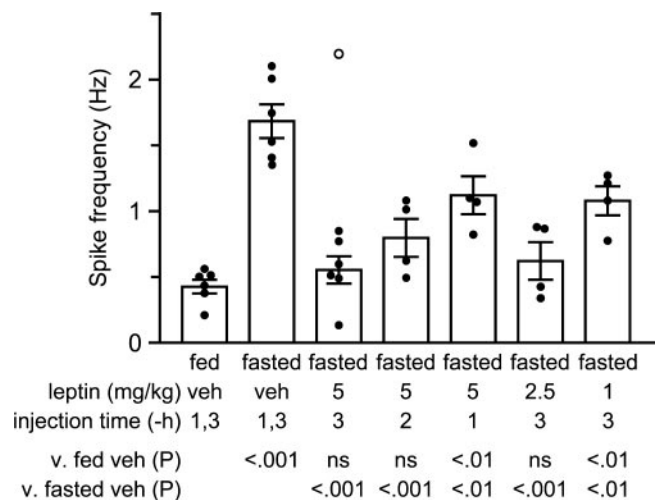 Spike frequency (Hz)
2
1
0
fed fasted fasted fasted fasted fasted fasted
leptin (mg/kg) veh veh 5 5 5 2.5 1
injection time (-h) 1,3 1,3 3 2 1 3 3
v. fed veh (P) <.001 ns ns <.01 ns <.01
v. fasted veh (P) <.001 <.001 <.01 <.001 <.01